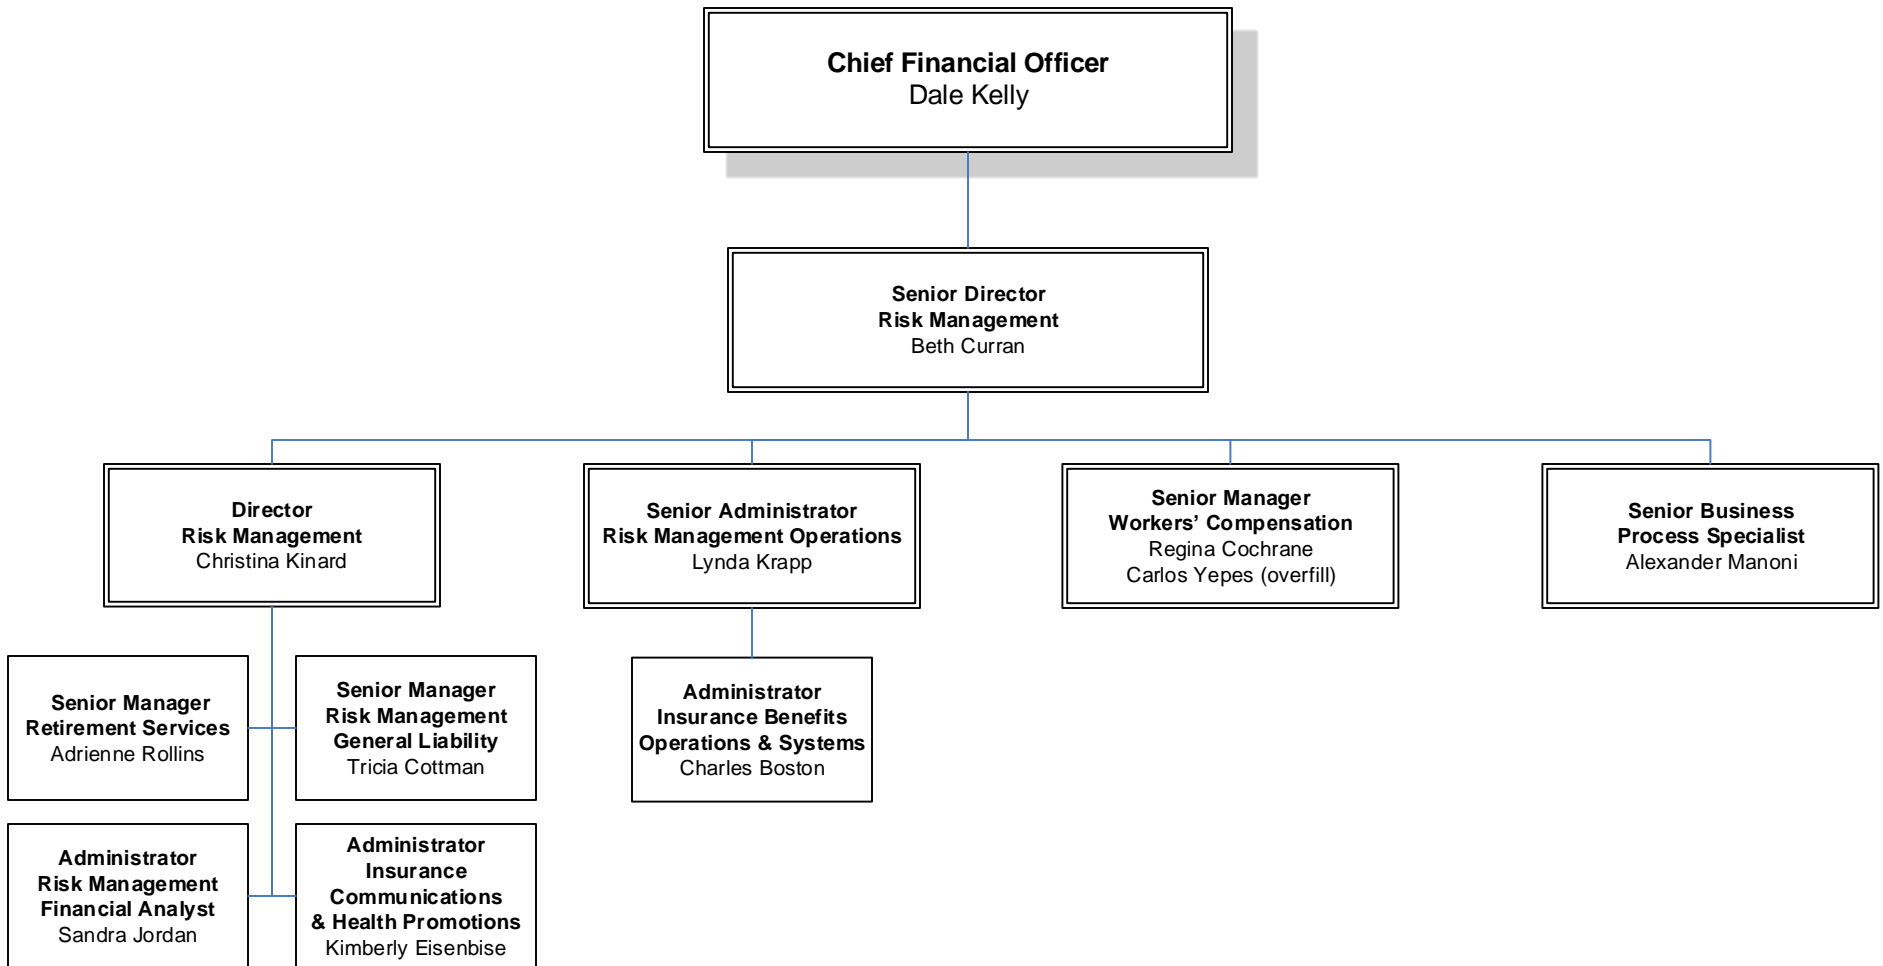 Chief Financial Officer
Dale Kelly
Senior Director
Risk Management
Beth Curran
Director
Risk Management
Christina Kinard
Senior Administrator
Risk Management Operations
Lynda Krapp
Senior Manager
Workers’ Compensation
Regina Cochrane
Carlos Yepes (overfill)
Senior Business
Process Specialist
Alexander Manoni
Senior Manager
Retirement Services
Adrienne Rollins
Senior Manager
Risk Management
General Liability
Tricia Cottman
Administrator
Insurance Benefits
Operations & Systems
Charles Boston
Administrator
Risk Management
Financial Analyst
Sandra Jordan
Administrator
Insurance
Communications
& Health Promotions
Kimberly Eisenbise